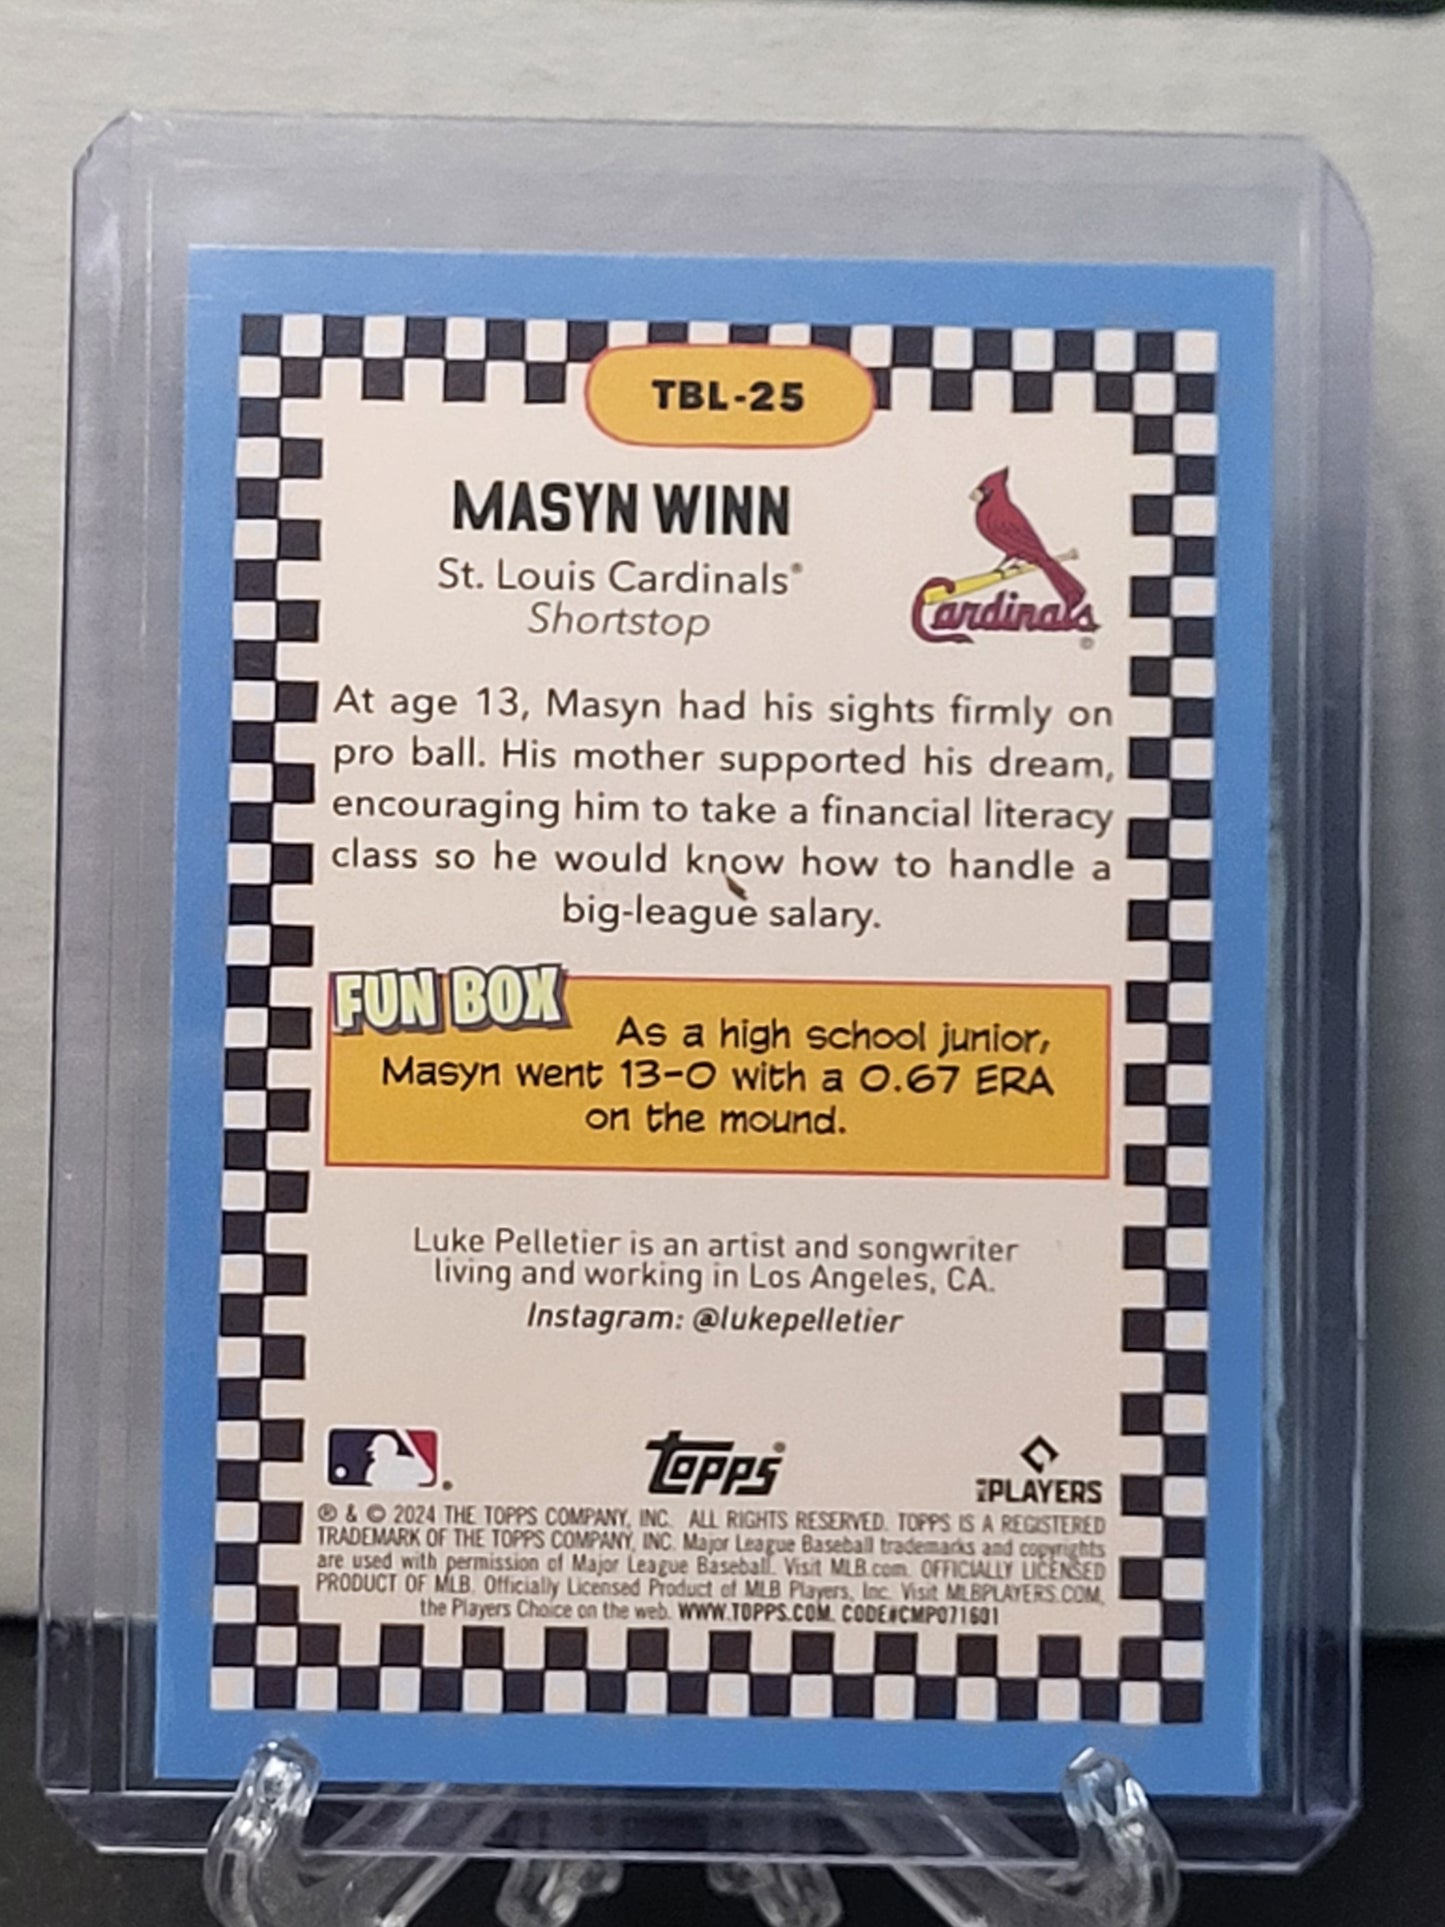 TBL-25
MASYN WINN
St. Louis Cardinals®
Shortstop
Cardinals
©
At age 13, Masyn had his sights firmly on
pro ball. His mother supported his dream,
encouraging him to take a financial literacy
class so he would know how to handle a
big-league salary.
FUN BOX
As a high school junior,
Masyn went 13-0 with a 0.67 ERA
on the mound.
Luke Pelletier is an artist and songwriter
living and working in Los Angeles, CA.
Instagram: @lukepelletier
topps®
PLAYERS
® & © 2024 THE TOPPS COMPANY, INC. ALL RIGHTS RESERVED. TOPPS IS A REGISTERED
TRADEMARK OF THE TOPPS COMPANY, INC. Major League Baseball trademarks and copyrights
are used with permission of Major League Baseball. Visit MLB.com. OFFICIALLY LICENSED
PRODUCT OF MLB. Officially Licensed Product of MLB Players, Inc. Visit MLBPLAYERS.COM,
the Players Choice on the web. WWW.TOPPS.COM. CODE#CMP071601